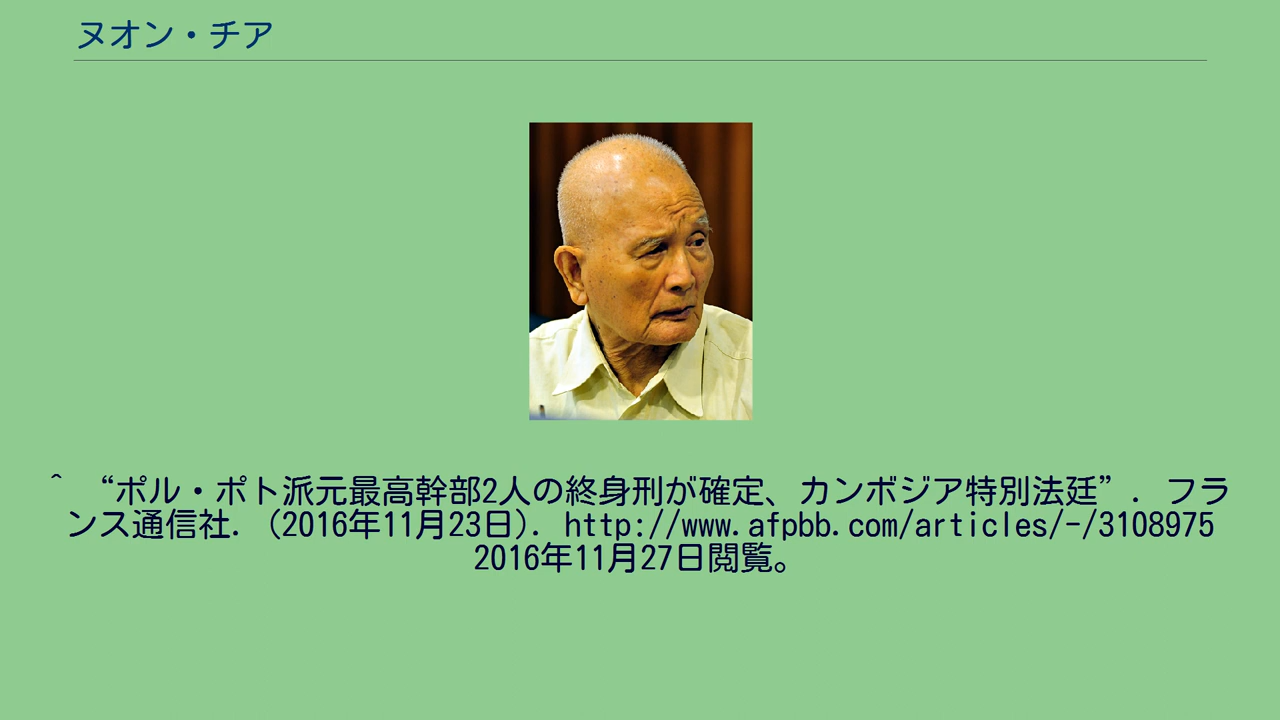 ヌオン・チア
^ “ポル・ポト派元最高幹部2人の終身刑が確定、カンボジア特別法廷”. フラ
ンス通信社. (2016年11月23日). http://www.afpbb.com/articles/-/3108975
2016年11月27日閲覧。